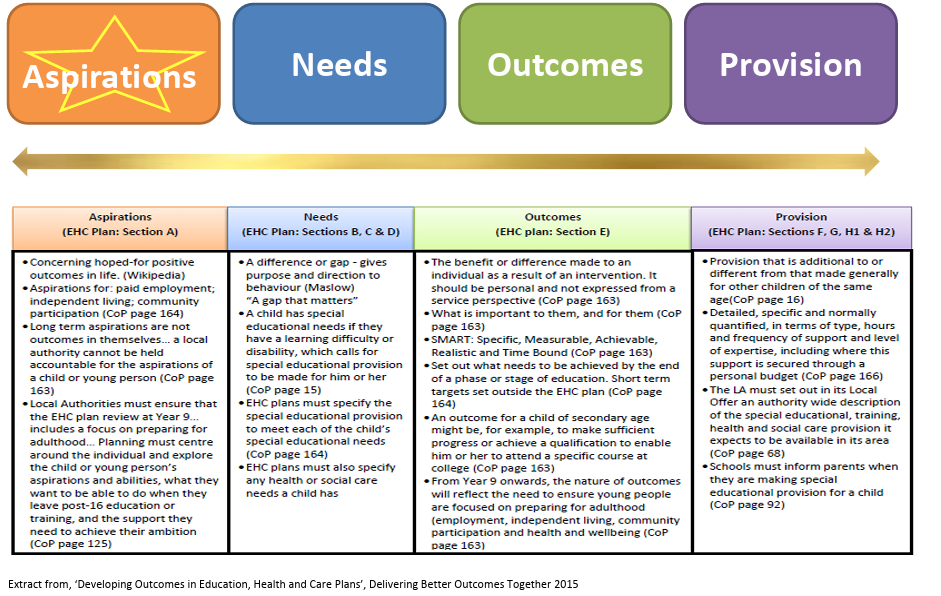 Aspirations
Needs
Outcomes
Provision
Aspirations
(EHC Plan: Section A)
Needs
(EHC Plan: Sections B, C & D)
Outcomes
(EHC plan: Section E)
Provision
(EHC Plan: Sections F, G, H1 & H2)
• Concerning hoped-for positive
outcomes in life. (Wikipedia)
• Aspirations for: paid employment;
independent living; community
participation (CoP page 164)
• Long term aspirations are not
outcomes in themselves... a local
authority cannot be held
accountable for the aspirations of
a child or young person (CoP page
163)
• Local Authorities must ensure that
the EHC plan review at Year 9...
includes a focus on preparing for
adulthood... Planning must centre
around the individual and explore
the child or young person's
aspirations and abilities, what they
want to be able to do when they
leave post-16 education or
training, and the support they
need to achieve their ambition
(CoP page 125)
• A difference or gap - gives
purpose and direction to
behaviour (Maslow)
"A gap that matters"
• A child has special
educational needs if they
have a learning difficulty or
disability, which calls for
special educational provision
to be made for him or her
(CoP page 15)
• EHC plans must specify the
special educational provision
to meet each of the child's
special educational needs
(CoP page 164)
• EHC plans must also specify
any health or social care
needs a child has
• The benefit or difference made to an
individual as a result of an intervention. It
should be personal and not expressed from a
service perspective (CoP page 163)
• What is important to them, and for them (CoP
page 163)
• SMART: Specific, Measurable, Achievable,
Realistic and Time Bound (CoP page 163)
• Set out what needs to be achieved by the end
of a phase or stage of education. Short term
targets set outside the EHC plan (CoP page
164)
• An outcome for a child of secondary age
might be, for example, to make sufficient
progress or achieve a qualification to enable
him or her to attend a specific course at
college (CoP page 163)
• From Year 9 onwards, the nature of outcomes
will reflect the need to ensure young people
are focused on preparing for adulthood
(employment, independent living, community
participation and health and wellbeing (CoP
page 163)
• Provision that is additional to or
different from that made generally
for other children of the same
age(CoP page 16)
• Detailed, specific and normally
quantified, in terms of type, hours
and frequency of support and level
of expertise, including where this
support is secured through a
personal budget (CoP page 166)
• The LA must set out in its Local
Offer an authority wide description
of the special educational, training,
health and social care provision it
expects to be available in its area
(CoP page 68)
• Schools must inform parents when
they are making special
educational provision for a child
(CoP page 92)
Extract from, 'Developing Outcomes in Education, Health and Care Plans', Delivering Better Outcomes Together 2015